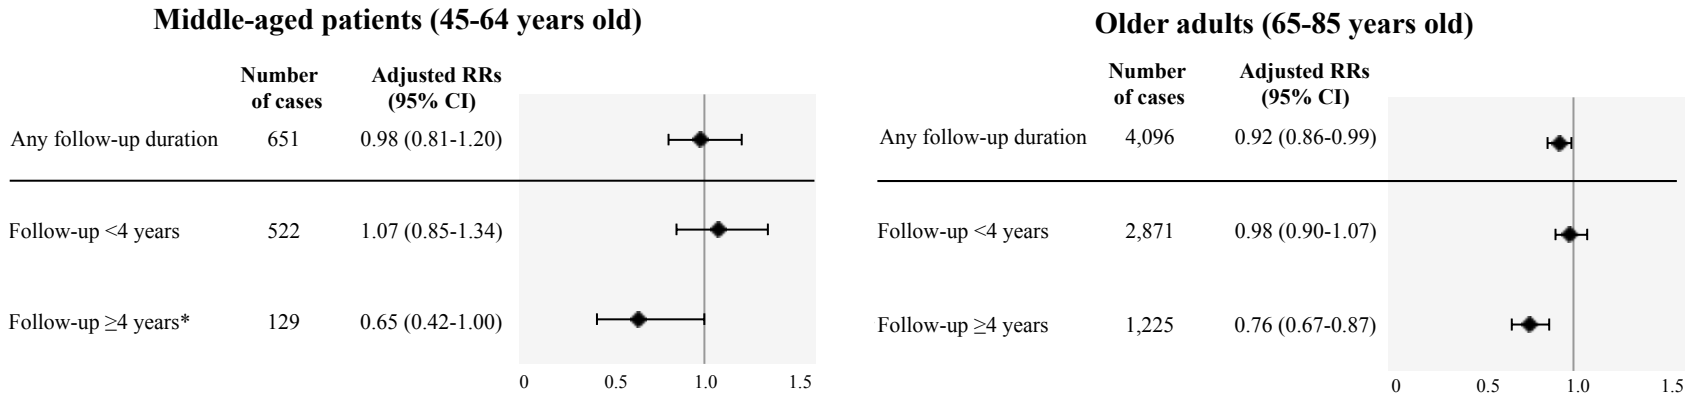 Middle-aged patients (45-64 years old)
Number of cases
Adjusted RRs (95% CI)
Any follow-up duration 651 0.98 (0.81-1.20)
Follow-up <4 years 522 1.07 (0.85-1.34)
Follow-up ≥4 years* 129 0.65 (0.42-1.00)
0 0.5 1.0 1.5
Older adults (65-85 years old)
Number of cases
Adjusted RRs (95% CI)
Any follow-up duration 4,096 0.92 (0.86-0.99)
Follow-up <4 years 2,871 0.98 (0.90-1.07)
Follow-up ≥4 years 1,225 0.76 (0.67-0.87)
0 0.5 1.0 1.5